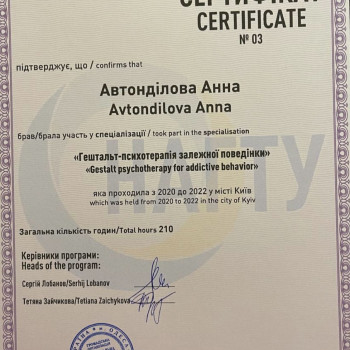 СЕРТИФІКАТ
CERTIFICATE
№ 03
підтверджує, що / confirms that
Автонділова Анна
Avtondilova Anna
брав/брала участь у спеціалізації / took part in the specialisation
«Гештальт-психотерапія залежної поведінки»
«Gestalt psychotherapy for addictive behavior»
яка проходила з 2020 до 2022 у місті Київ
which was held from 2020 to 2022 in the city of Kyiv
Загальна кількість годин/Total hours 210
Керівники програми:
Heads of the program:
Сергій Лобанов/Serhij Lobanov
Тетяна Зайчикова/Tetiana Zaichykova